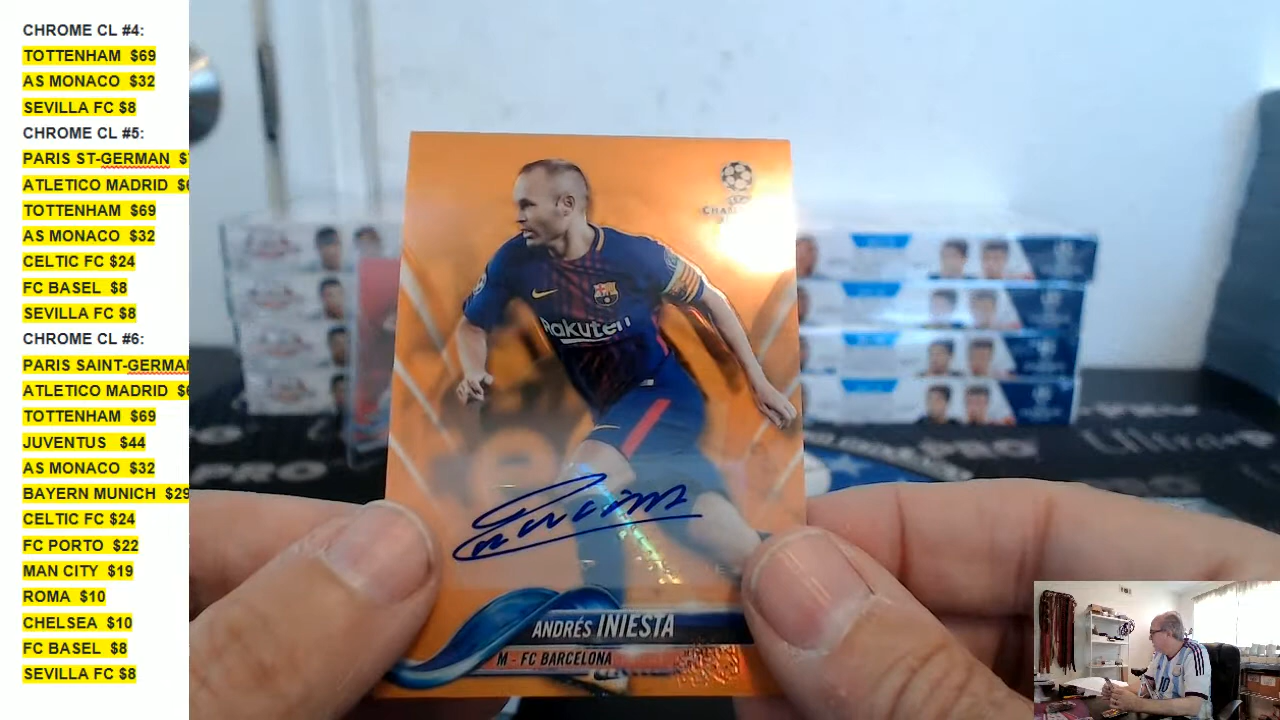 CHROME CL #4:
TOTTENHAM $69
AS MONACO $32
SEVILLA FC $8
CHROME CL #5:
PARIS ST-GERMAN
ATLETICO MADRID
TOTTENHAM $69
AS MONACO $32
CELTIC FC $24
FC BASEL $8
SEVILLA FC $8
CHROME CL #6:
PARIS SAINT-GERMAN
ATLETICO MADRID
TOTTENHAM $69
JUVENTUS $44
AS MONACO $32
BAYERN MUNICH $29
CELTIC FC $24
FC PORTO $22
MAN CITY $19
ROMA $10
CHELSEA $10
FC BASEL $8
SEVILLA FC $8
Rakuten
ANDRÉS INIESTA
M - FC BARCELONA
PRO
PRO